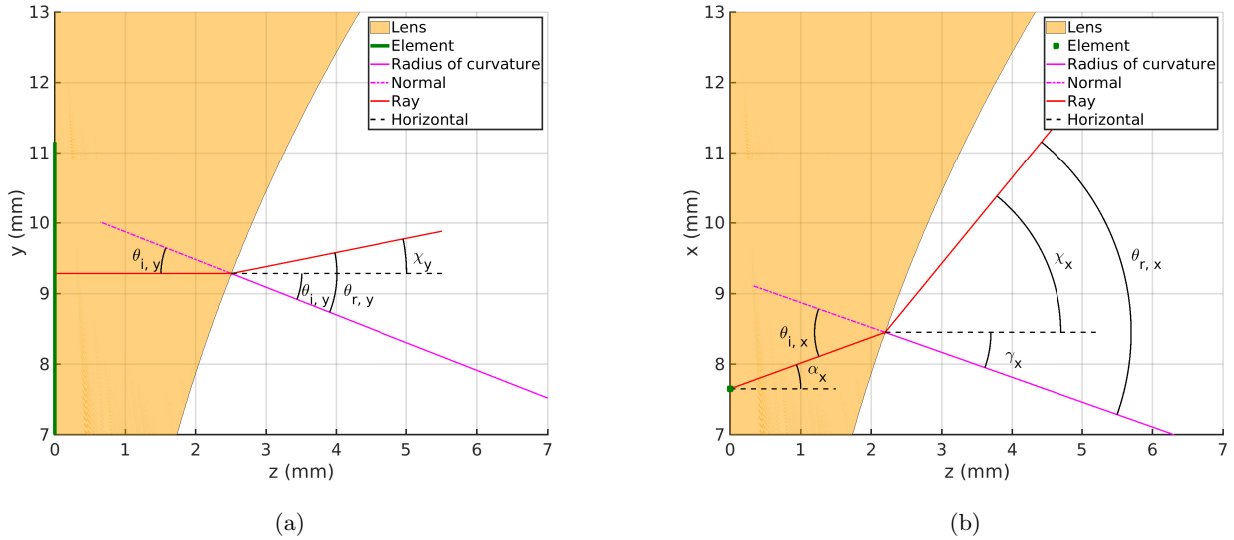 13
12
11
10
9
8
7
0 1 2 3 4 5 6 7
y (mm)
z (mm)
Lens
Element
Radius of curvature
Normal
Ray
Horizontal
θi, y
χy
θi, y
θr, y
(a)
13
12
11
10
9
8
7
0 1 2 3 4 5 6 7
x (mm)
z (mm)
Lens
Element
Radius of curvature
Normal
Ray
Horizontal
χx
θr, x
θi, x
γx
αx
(b)